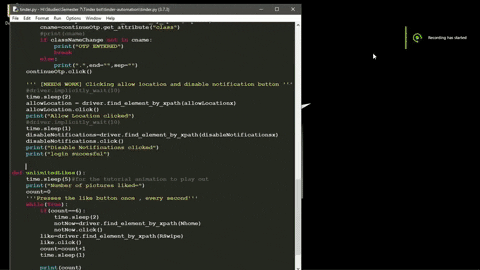 tinder.py - H:\Studies\Semester 7\Tinder kist\tinder-automation\tinder.py (3.7.0)
File Edit Format Run Options Window Help
cname=continueOtp.get_attribute("class")
#print(cname)
if classNameChange not in cname:
print("OTP ENTERED")
break
else:
print(".",end="",sep="")
continueOtp.click()
''' [NEEDS WORK] Clicking allow location and disable notification button '''
#driver.implicitly_wait(10)
time.sleep(2)
allowLocation = driver.find_element_by_xpath(allowLocationx)
allowLocation.click()
print("Allow Location clicked")
#driver.implicitly_wait(10)
time.sleep(1)
disableNotifications=driver.find_element_by_xpath(disableNotificationsx)
disableNotifications.click()
print("Disable Notifications clicked")
print("login succesful")
def unlimitedLikes():
time.sleep(5)#for the tutorial animation to play out
print("Number of pictures liked=")
count=0
'''Presses the like button once , every second'''
while(True):
if(count==6):
time.sleep(2)
notNow=driver.find_element_by_xpath(Nhome)
notNow.click()
like=driver.find_element_by_xpath(RSwipe)
like.click()
count=count+1
time.sleep(1)
print(count)
Recording has started